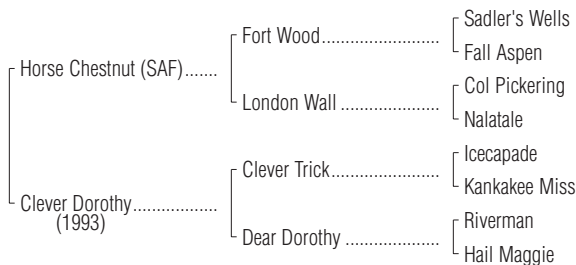 Sadler's Wells
Fort Wood
Fall Aspen
Horse Chestnut (SAF)
Col Pickering
London Wall
Nalatale
Icecapade
Clever Trick
Kankakee Miss
Clever Dorothy
(1993)
Riverman
Dear Dorothy
Hail Maggie